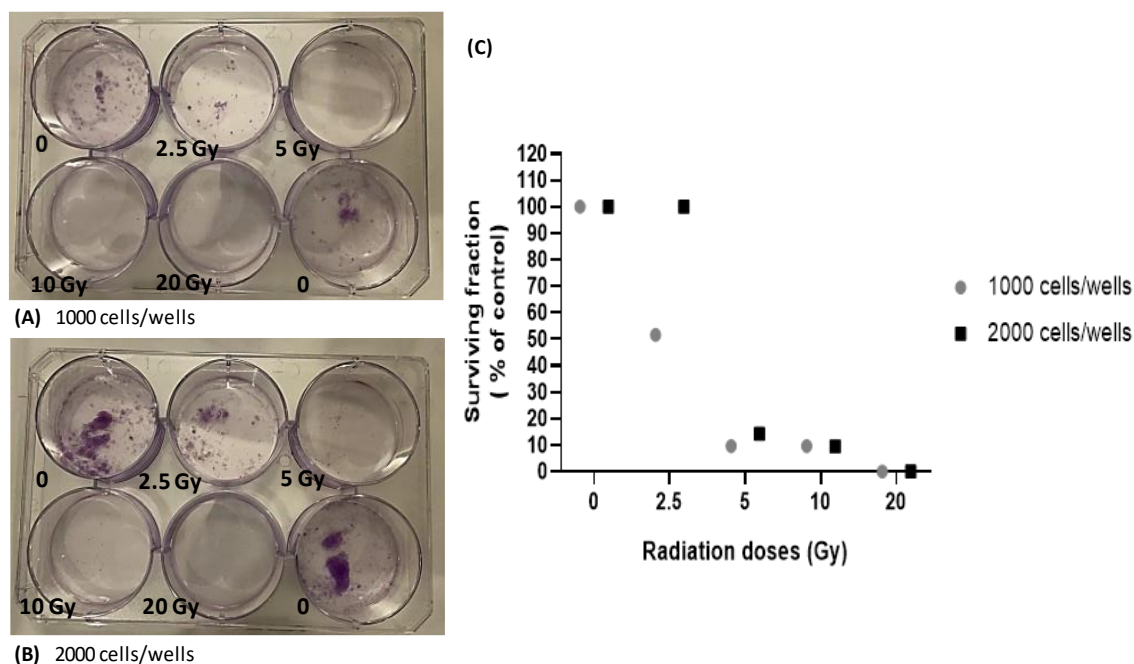 0
2.5 Gy
5 Gy
10 Gy
20 Gy
0
(A) 1000 cells/wells
0
2.5 Gy
5 Gy
10 Gy
20 Gy
0
(B) 2000 cells/wells
(C)
Surviving fraction
( % of control)
120
110
100
90
80
70
60
50
40
30
20
10
0
0 2.5 5 10 20
Radiation doses (Gy)
1000 cells/wells
2000 cells/wells